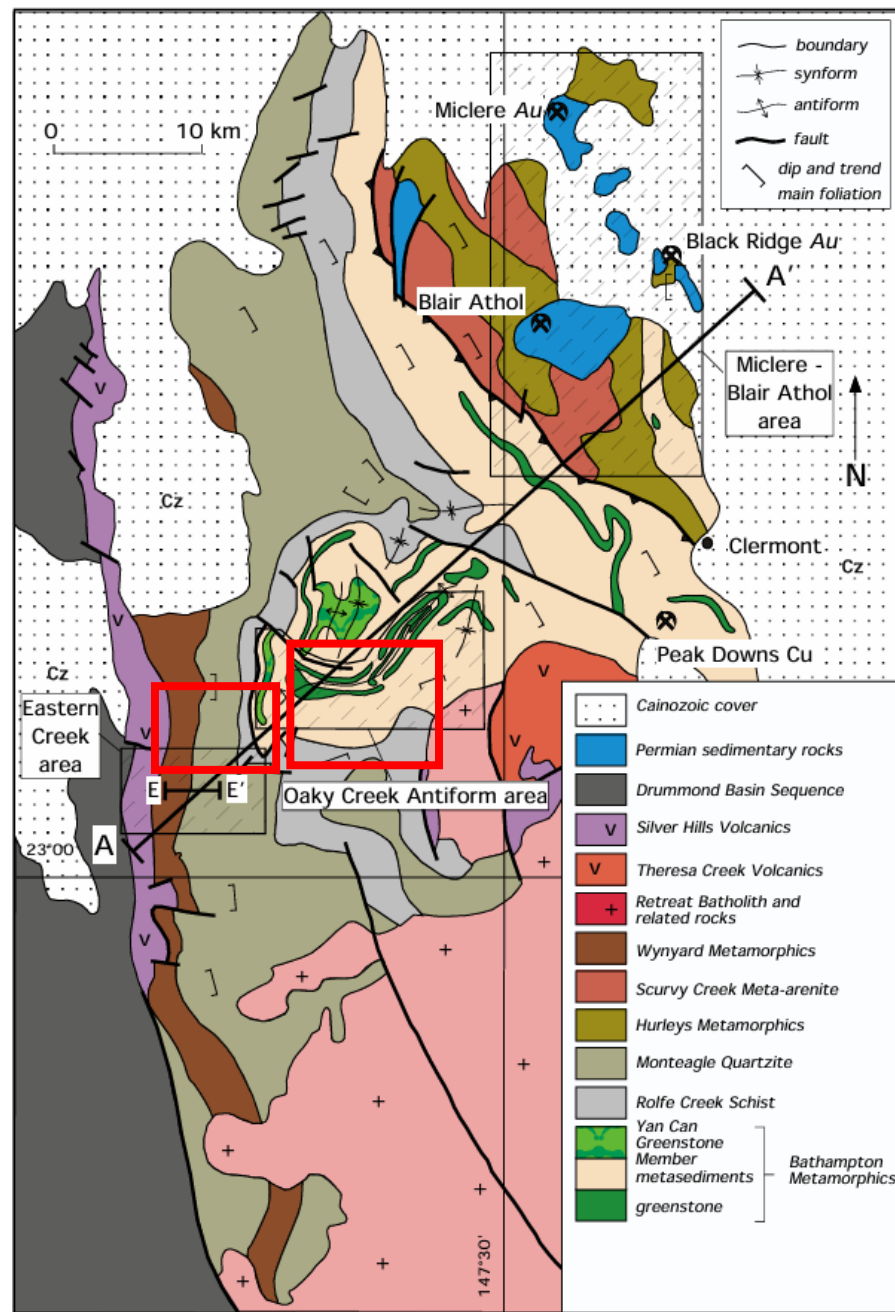 boundary
synform
antiform
fault
dip and trend
main foliation
0 10 km
Miclere Au
Black Ridge Au
A'
Blair Athol
Miclere -
Blair Athol
area
N
v
Cz
Clermont
Cz
v
Peak Downs Cu
v
Cz
Eastern
Creek
area
v
+
v
E E'
Oaky Creek Antiform area
A
23°00
v
+
+
+
+
+
+
+
+
+
+
147°30'
Cainozoic cover
Permian sedimentary rocks
Drummond Basin Sequence
v Silver Hills Volcanics
v Theresa Creek Volcanics
+ Retreat Batholith and
related rocks
Wynyard Metamorphics
Scurvy Creek Meta-arenite
Hurleys Metamorphics
Monteagle Quartzite
Rolfe Creek Schist
Yan Can
Greenstone
Member
metasediments
greenstone
Bathampton
Metamorphics